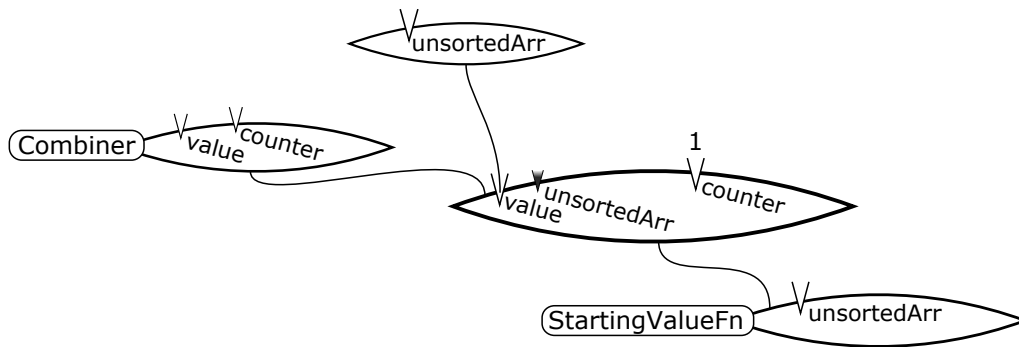 unsortedArr
Combiner
value
counter
1
value
unsortedArr
counter
StartingValueFn
unsortedArr